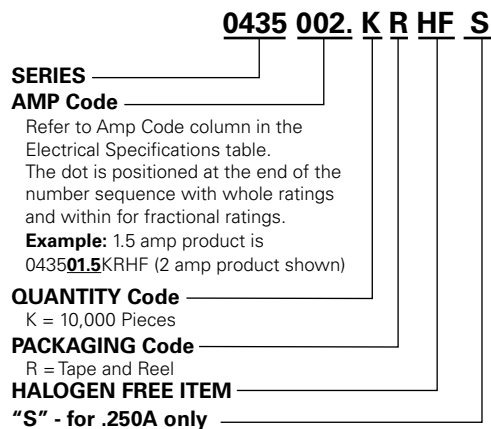 0435 002. K R HF S
SERIES
AMP Code
Refer to Amp Code column in the
Electrical Specifications table.
The dot is positioned at the end of the
number sequence with whole ratings
and within for fractional ratings.
Example: 1.5 amp product is
043501.5KRHF (2 amp product shown)
QUANTITY Code
K = 10,000 Pieces
PACKAGING Code
R = Tape and Reel
HALOGEN FREE ITEM
“S” - for .250A only